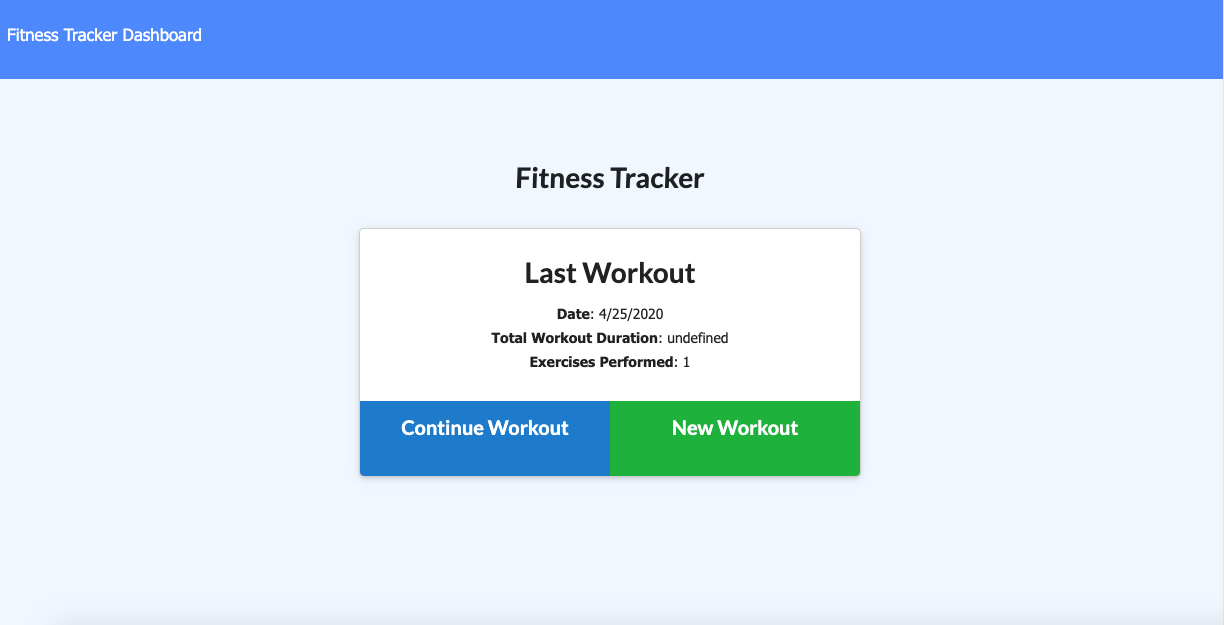 Fitness Tracker Dashboard
Fitness Tracker
Last Workout
Date: 4/25/2020
Total Workout Duration: undefined
Exercises Performed: 1
Continue Workout
New Workout